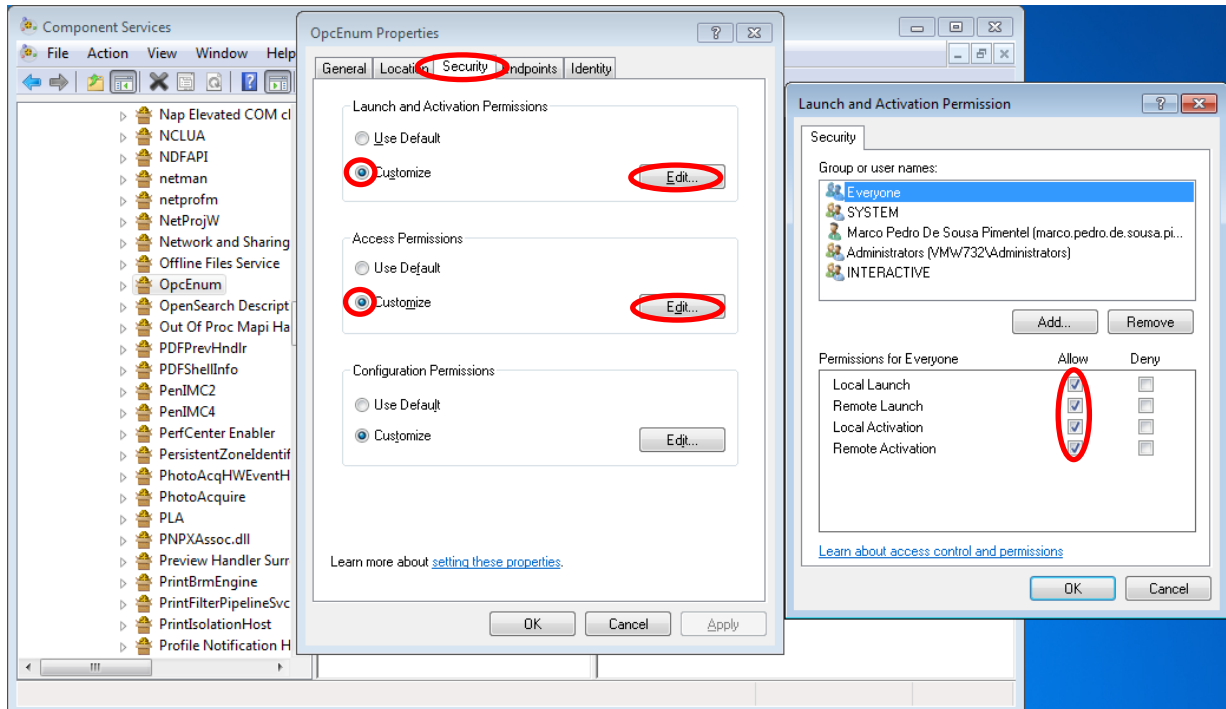 Component Services
File Action View Window Help
Nap Elevated COM cl
NCLUA
NDFAPI
netman
netprofm
NetProjW
Network and Sharing
Offline Files Service
OpcEnum
OpenSearch Descript
Out Of Proc Mapi Ha
PDFPrevHndlr
PDFShellInfo
PenIMC2
PenIMC4
PerfCenter Enabler
PersistentZoneIdentif
PhotoAcqHWEventH
PhotoAcquire
PLA
PNPXAssoc.dll
Preview Handler Surr
PrintBrmEngine
PrintFilterPipelineSvc
PrintIsolationHost
Profile Notification H
OpcEnum Properties
General Location Security Endpoints Identity
Launch and Activation Permissions
Use Default
Customize Edit...
Access Permissions
Use Default
Customize Edit...
Configuration Permissions
Use Default
Customize Edit...
Learn more about setting these properties.
OK Cancel Apply
Launch and Activation Permission
Security
Group or user names:
Everyone
SYSTEM
Marco Pedro De Sousa Pimentel (marco.pedro.de.sousa.pi...
Administrators (VMW732\Administrators)
INTERACTIVE
Add... Remove
Permissions for Everyone Allow Deny
Local Launch
Remote Launch
Local Activation
Remote Activation
Learn about access control and permissions
OK Cancel